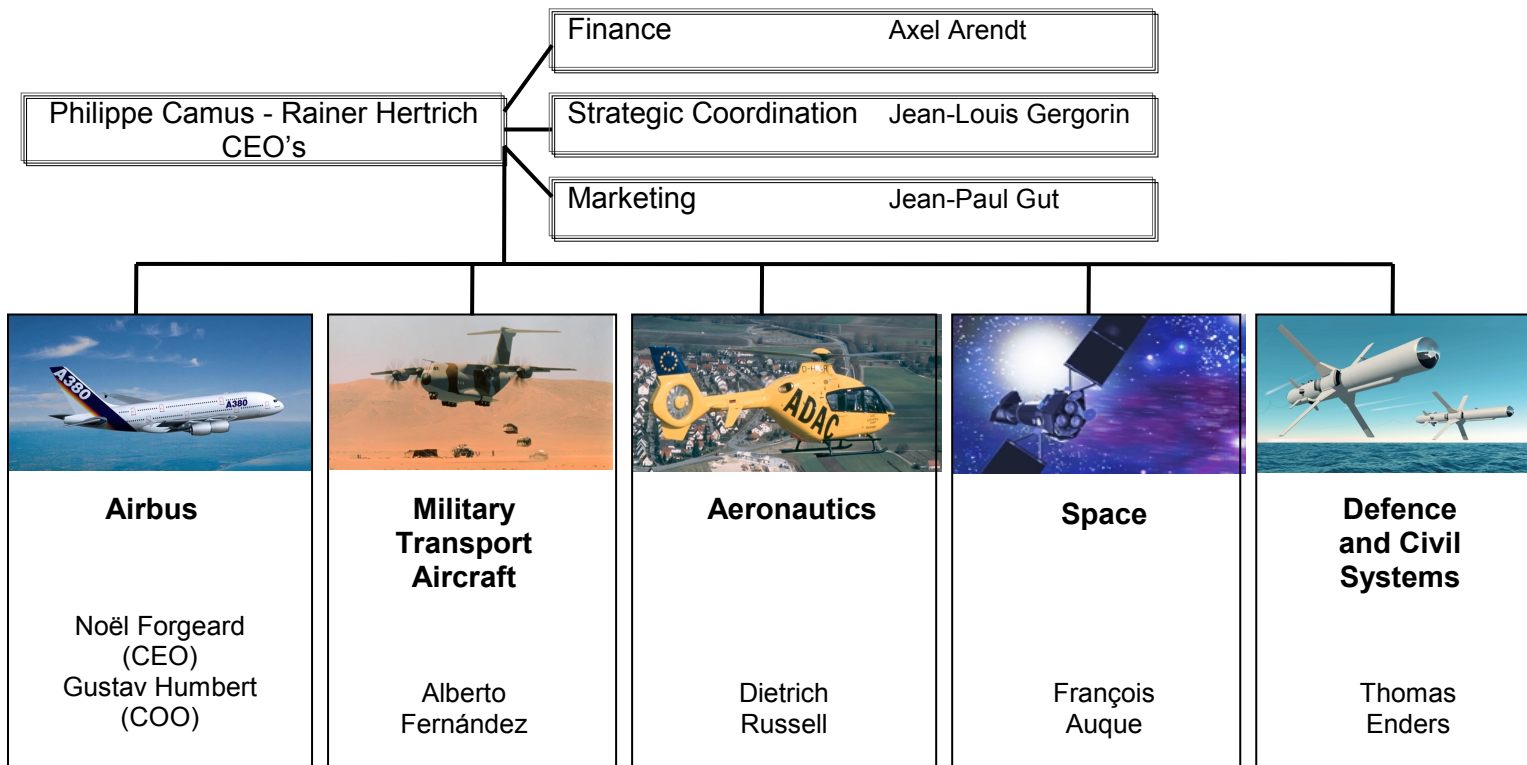 Finance Axel Arendt
Philippe Camus - Rainer Hertrich
CEO’s
Strategic Coordination Jean-Louis Gergorin
Marketing Jean-Paul Gut
A380
A380
ADAC
Airbus
Noël Forgeard
(CEO)
Gustav Humbert
(COO)
Military
Transport
Aircraft
Alberto
Fernández
Aeronautics
Dietrich
Russell
Space
François
Auque
Defence
and Civil
Systems
Thomas
Enders